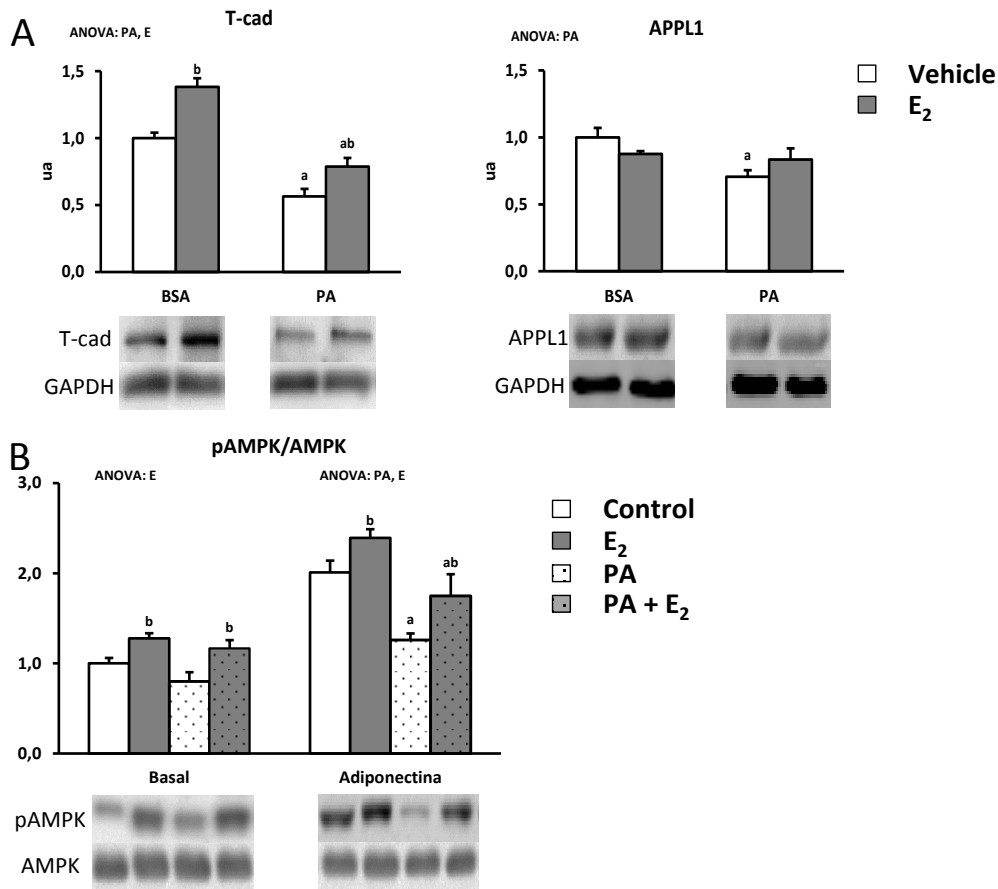 A
T-cad
ANOVA: PA, E
b
1,5
ab
1,0
ua
a
0,5
0,0
BSA
PA
T-cad
GAPDH
APPL1
ANOVA: PA
1,5
1,0
a
ua
0,5
0,0
BSA
PA
APPL1
GAPDH
Vehicle
E₂
B
pAMPK/AMPK
ANOVA: E
ANOVA: PA, E
3,0
b
ab
2,0
b
b
a
1,0
0,0
Basal
Adiponectina
pAMPK
AMPK
Control
E₂
PA
PA + E₂